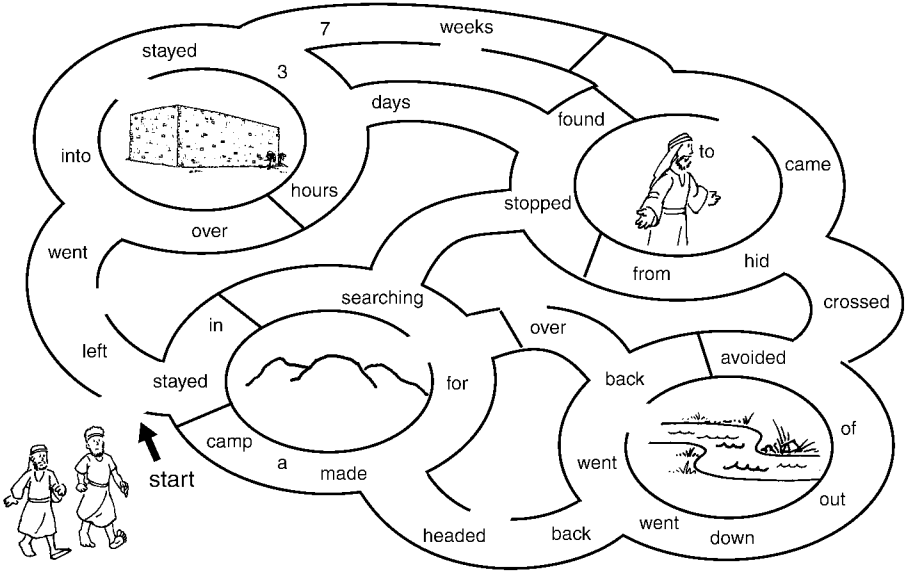 7
weeks
stayed
3
days
found
to
came
into
hours
stopped
over
went
from
hid
crossed
searching
in
over
left
avoided
stayed
for
back
camp
of
a
made
went
start
out
went
headed
back
down